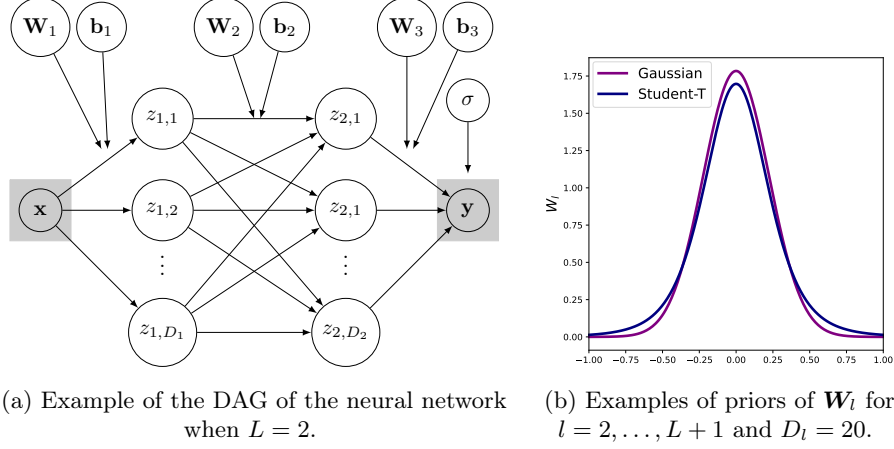 W₁ b₁ W₂ b₂ W₃ b₃
σ
z₁,₁ z₂,₁
x z₁,₂ z₂,₁ y
⋮ ⋮
z₁,D₁ z₂,D₂
(a) Example of the DAG of the neural network
when L = 2.
Gaussian
Student-T
W_l
1.75
1.50
1.25
1.00
0.75
0.50
0.25
0.00
−1.00 −0.75 −0.50 −0.25 0.00 0.25 0.50 0.75 1.00
(b) Examples of priors of W_l for
l = 2, . . . , L + 1 and D_l = 20.